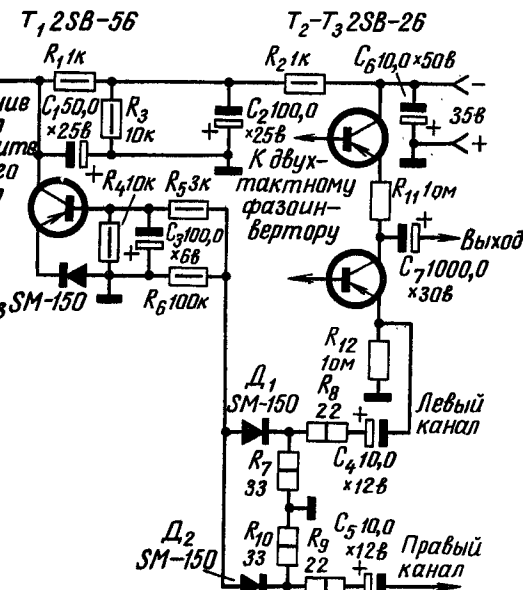 T₁ 2SB-56
T₂-T₃ 2SB-26
R₁ 1к
R₂ 1к
C₆ 10,0 × 50в
−
35в
+
C₁ 50,0
×25в
R₃
10к
C₂ 100,0
×25в
+
+
+
К двух-
тактному
фазоин-
вертору
R₄ 10к
R₅ 3к
R₁₁ 1ом
C₃ 100,0
×6в
+
+
Выход
C₇ 1000,0
×30в
SM-150
R₆ 100к
R₁₂
1ом
Д₁
SM-150
R₈
22
+
Левый
канал
C₄ 10,0
×12в
R₇
33
R₁₀
33
Д₂
SM-150
R₉
22
C₅ 10,0
×12в
+
Правый
канал